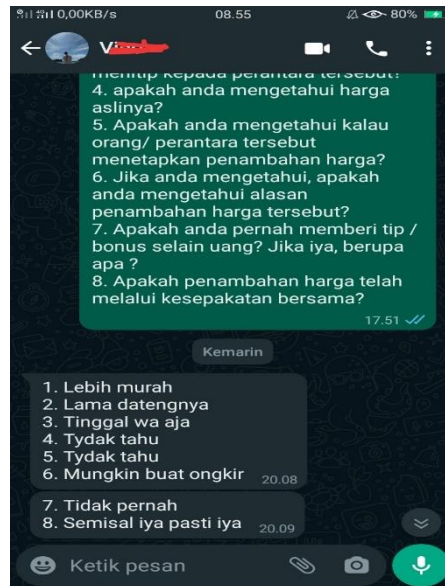 0,00KB/s 08.55 80%
menitip kepada perantara tersebut?
4. apakah anda mengetahui harga
aslinya?
5. Apakah anda mengetahui kalau
orang/ perantara tersebut
menetapkan penambahan harga?
6. Jika anda mengetahui, apakah
anda mengetahui alasan
penambahan harga tersebut?
7. Apakah anda pernah memberi tip /
bonus selain uang? Jika iya, berupa
apa ?
8. Apakah penambahan harga telah
melalui kesepakatan bersama?
17.51
Kemarin
1. Lebih murah
2. Lama datengnya
3. Tinggal wa aja
4. Tydak tahu
5. Tydak tahu
6. Mungkin buat ongkir 20.08
7. Tidak pernah
8. Semisal iya pasti iya 20.09
Ketik pesan